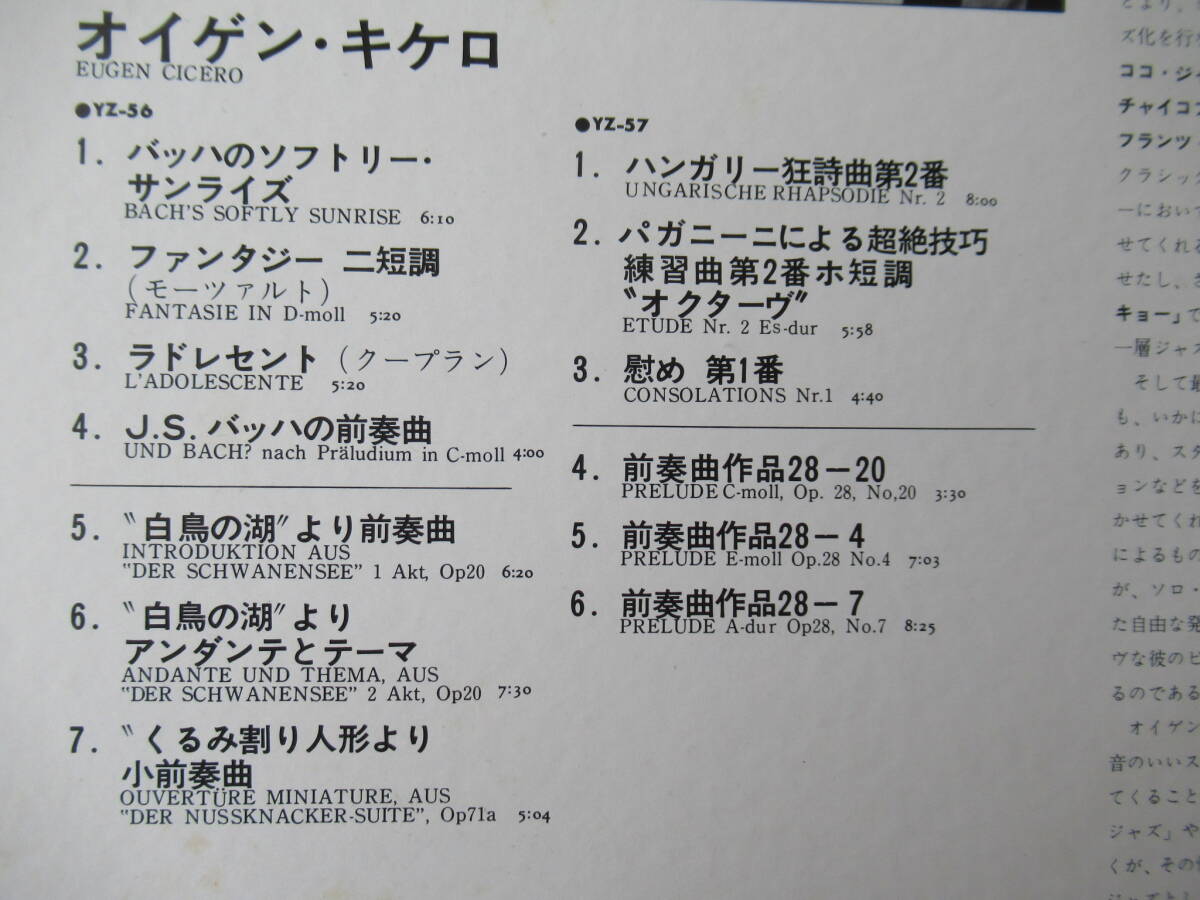 オイゲン・キケロ
EUGEN CICERO
●YZ-56
1. バッハのソフトリー・
サンライズ
BACH'S SOFTLY SUNRISE 6:10
2. ファンタジー 二短調
(モーツァルト)
FANTASIE IN D-moll 5:20
3. ラドレセント (クープラン)
L'ADOLESCENTE 5:20
4. J.S.バッハの前奏曲
UND BACH? nach Präludium in C-moll 4:00
5. 〝白鳥の湖〟より前奏曲
INTRODUKTION AUS
"DER SCHWANENSEE" 1 Akt, Op20 6:20
6. 〝白鳥の湖〟より
アンダンテとテーマ
ANDANTE UND THEMA, AUS
"DER SCHWANENSEE" 2 Akt, Op20 7:30
7. 〝くるみ割り人形より
小前奏曲
OUVERTÜRE MINIATURE, AUS
"DER NUSSKNACKER-SUITE", Op71a 5:04
●YZ-57
1. ハンガリー狂詩曲第2番
UNGARISCHE RHAPSODIE Nr. 2 8:00
2. パガニーニによる超絶技巧
練習曲第2番ホ短調
〝オクターヴ〟
ETUDE Nr. 2 Es-dur 5:58
3. 慰め 第1番
CONSOLATIONS Nr.1 4:40
4. 前奏曲作品28－20
PRELUDE C-moll, Op. 28, No,20 3:30
5. 前奏曲作品28－4
PRELUDE E-moll Op.28 No.4 7:03
6. 前奏曲作品28－7
PRELUDE A-dur Op28, No.7 8:25
ズ化を行
ココ・ジャ
チャイコフ
フランツ・
クラシッ
ーにおいて
せてくれる
せたし、さ
キョー」で
一層ジャズ
そして最
も、いかに
あり、スタ
ョンなどを
かせてくれ
によるもの
が、ソロ・
た自由な発
ヴな彼のピ
るのである
オイゲン
音のいいス
てくること
ジャズ」や
くが、その